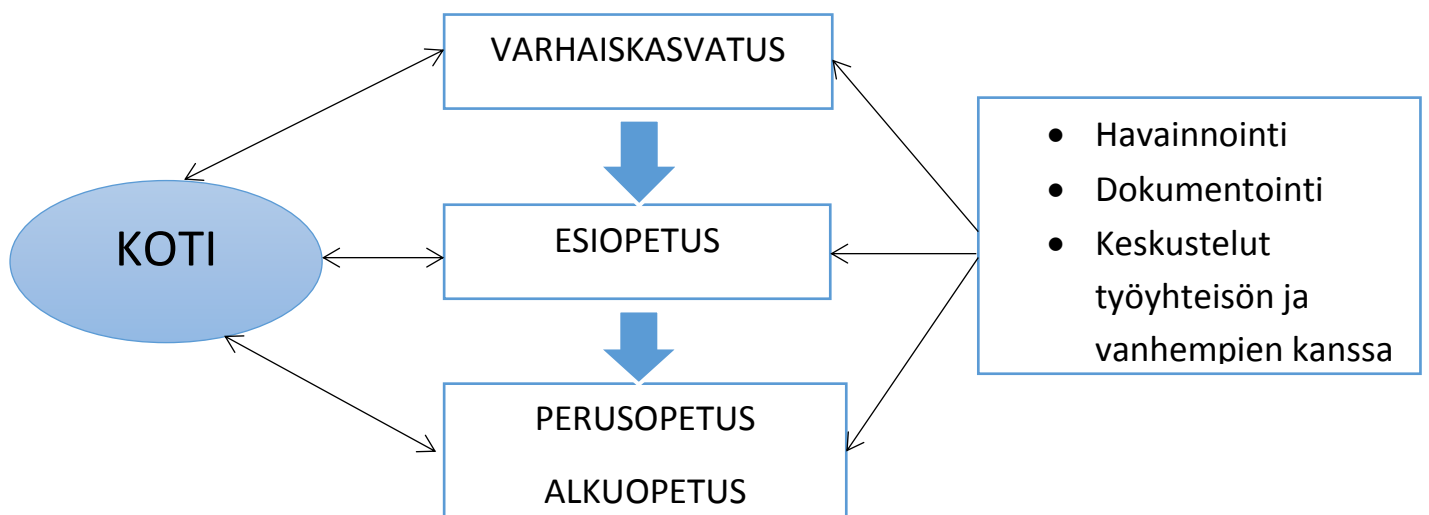 VARHAISKASVATUS
KOTI
ESIOPETUS
PERUSOPETUS
ALKUOPETUS
• Havainnointi
• Dokumentointi
• Keskustelut
työyhteisön ja
vanhempien kanssa